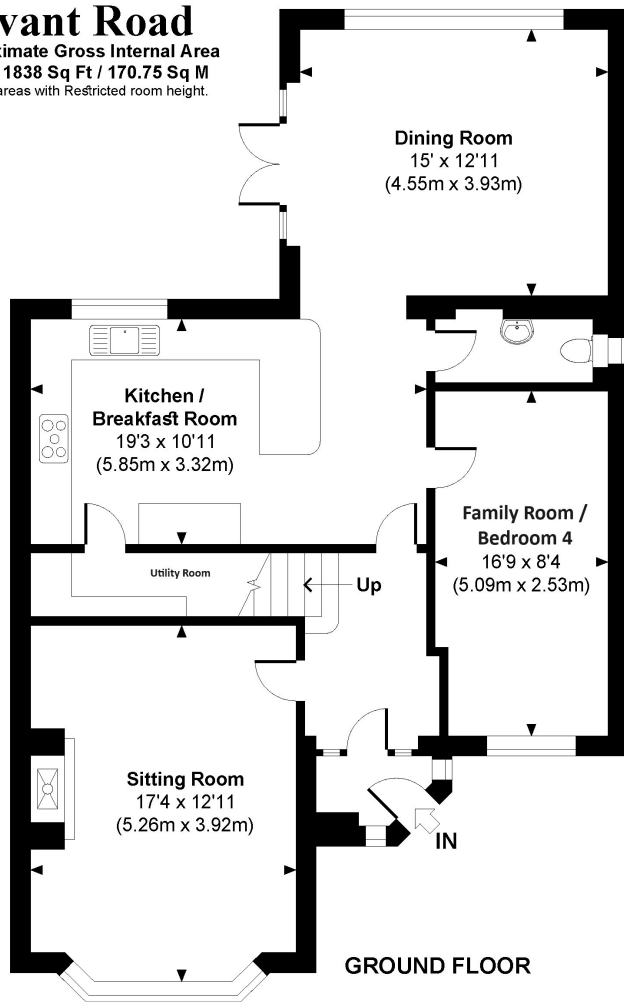 vant Road
ximate Gross Internal Area
1838 Sq Ft / 170.75 Sq M
areas with Restricted room height.
Dining Room
15' x 12'11
(4.55m x 3.93m)
Kitchen /
Breakfast Room
19'3 x 10'11
(5.85m x 3.32m)
Family Room /
Bedroom 4
16'9 x 8'4
(5.09m x 2.53m)
Utility Room
Up
Sitting Room
17'4 x 12'11
(5.26m x 3.92m)
IN
GROUND FLOOR